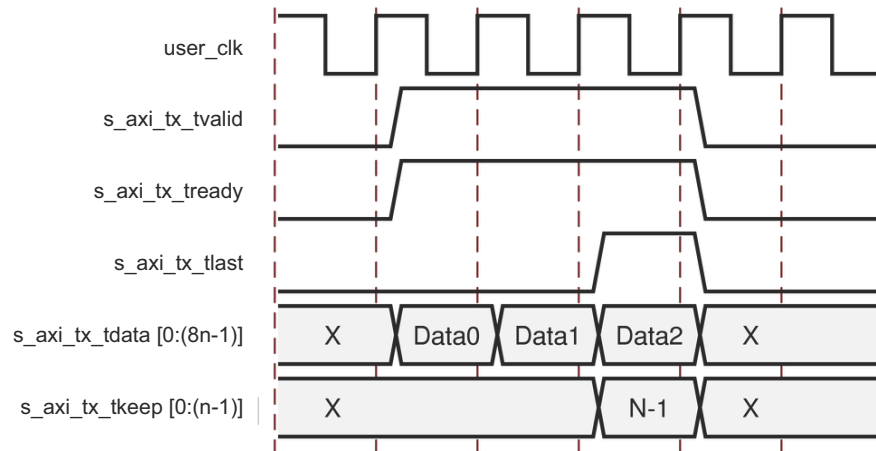 user_clk
s_axi_tx_tvalid
s_axi_tx_tready
s_axi_tx_tlast
s_axi_tx_tdata [0:(8n-1)] X Data0 Data1 Data2 X
s_axi_tx_tkeep [0:(n-1)] X N-1 X